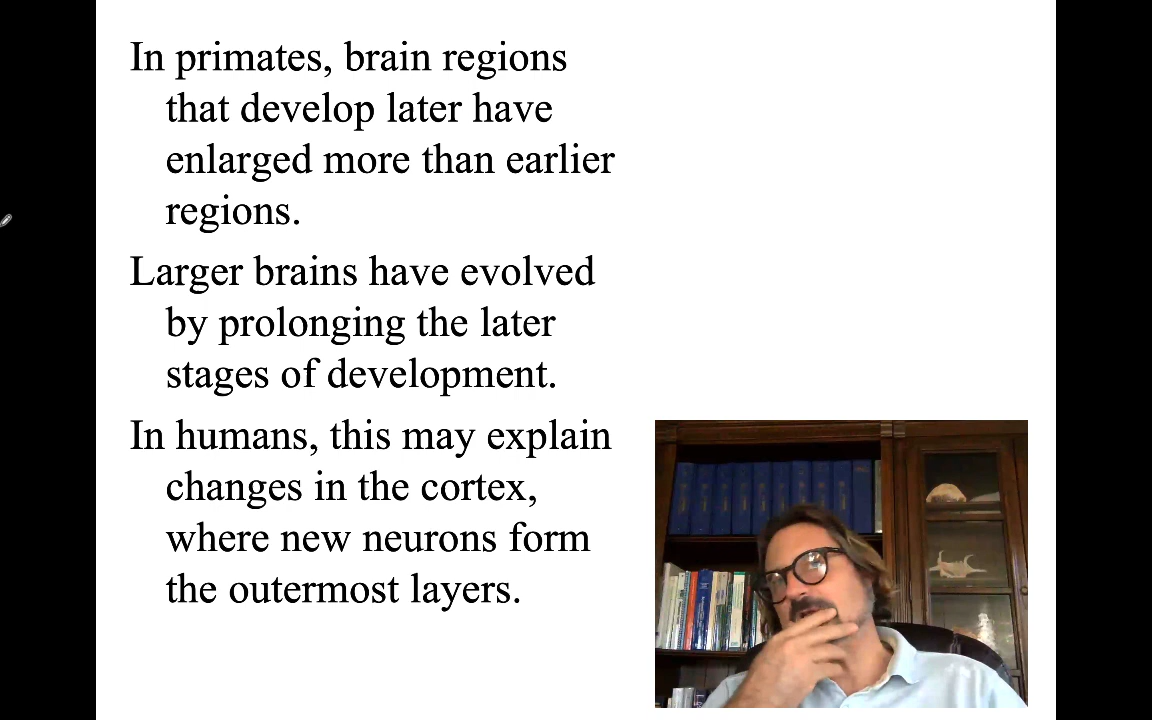 In primates, brain regions
that develop later have
enlarged more than earlier
regions.
Larger brains have evolved
by prolonging the later
stages of development.
In humans, this may explain
changes in the cortex,
where new neurons form
the outermost layers.